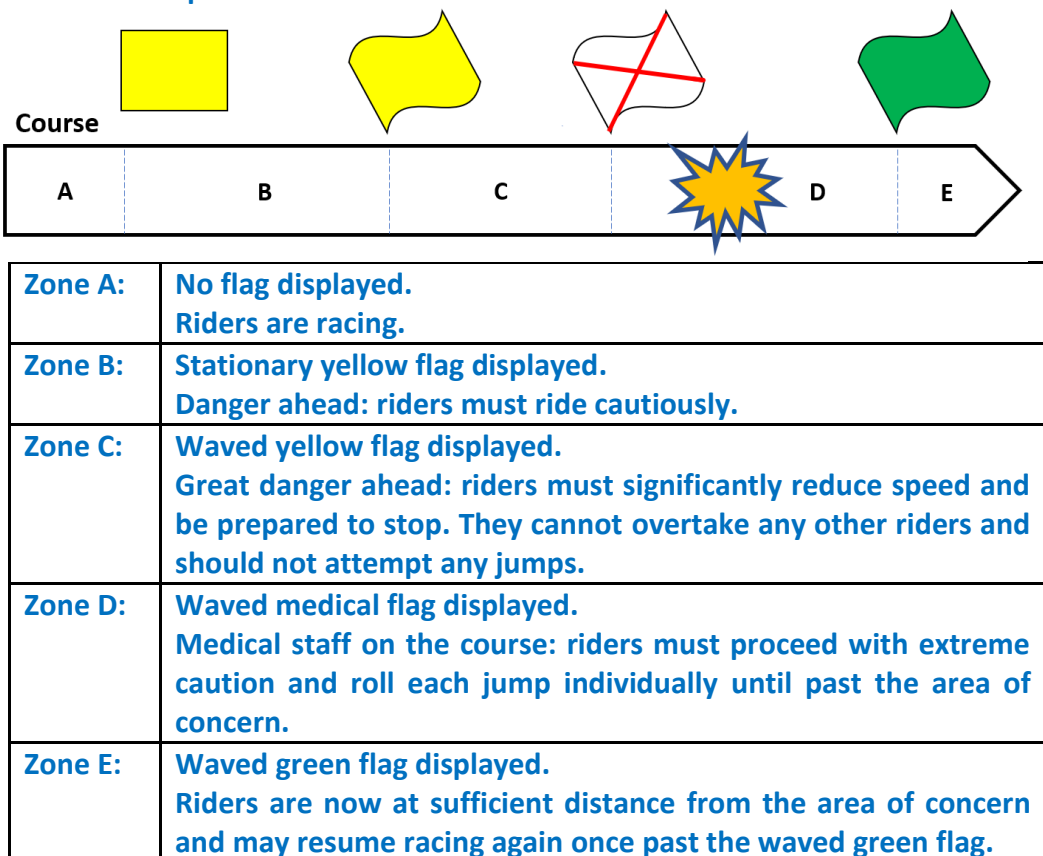 Course
A B C D E
Zone A: No flag displayed.
Riders are racing.
Zone B: Stationary yellow flag displayed.
Danger ahead: riders must ride cautiously.
Zone C: Waved yellow flag displayed.
Great danger ahead: riders must significantly reduce speed and
be prepared to stop. They cannot overtake any other riders and
should not attempt any jumps.
Zone D: Waved medical flag displayed.
Medical staff on the course: riders must proceed with extreme
caution and roll each jump individually until past the area of
concern.
Zone E: Waved green flag displayed.
Riders are now at sufficient distance from the area of concern
and may resume racing again once past the waved green flag.